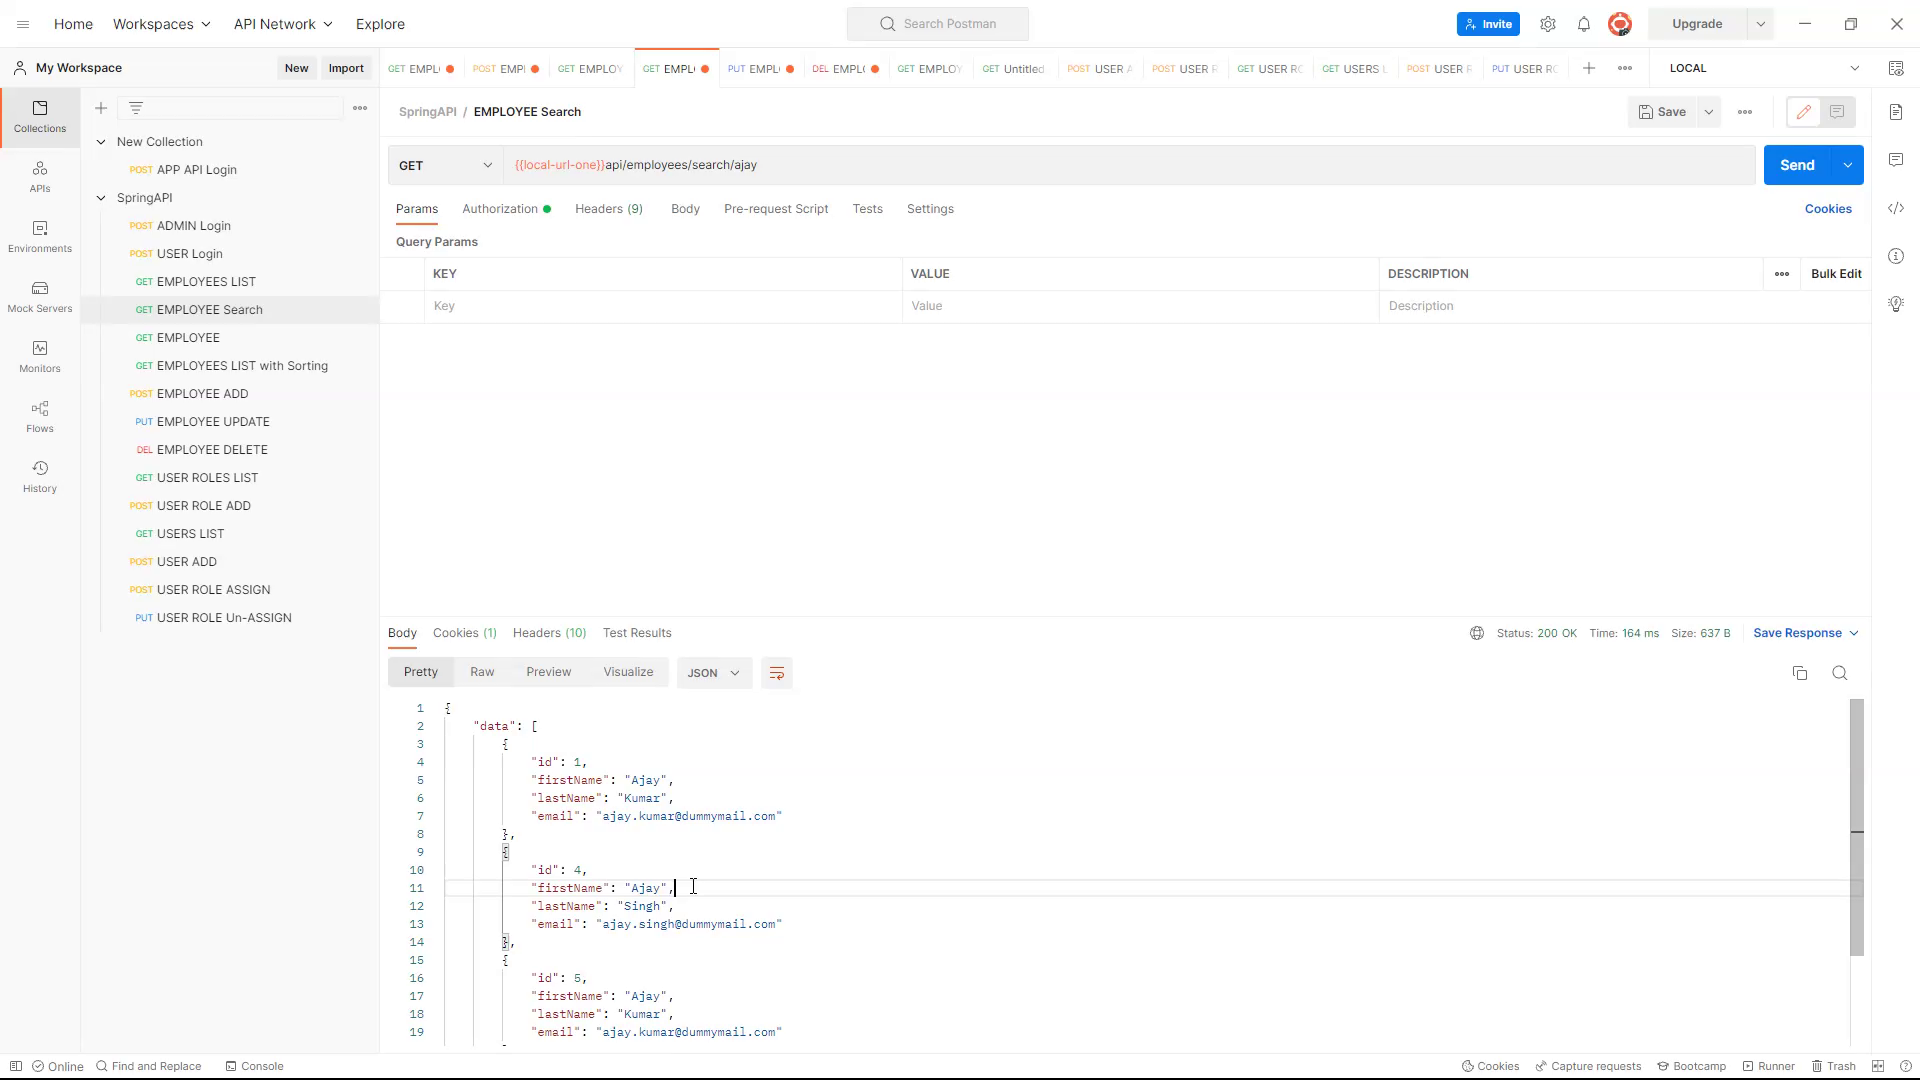 Home Workspaces API Network Explore Search Postman Invite Upgrade
My Workspace New Import GET EMPL POST EMPI GET EMPLOY GET EMPL PUT EMPL DEL EMPL GET EMPLOY GET Untitled POST USER A POST USER R GET USER RO GET USERS L POST USER R PUT USER RO LOCAL
SpringAPI / EMPLOYEE Search Save
GET {{local-url-one}}api/employees/search/ajay Send
Params Authorization Headers (9) Body Pre-request Script Tests Settings Cookies
Query Params
KEY VALUE DESCRIPTION Bulk Edit
Key Value Description
Collections
APIs
Environments
Mock Servers
Monitors
Flows
History
New Collection
POST APP API Login
SpringAPI
POST ADMIN Login
POST USER Login
GET EMPLOYEES LIST
GET EMPLOYEE Search
GET EMPLOYEE
GET EMPLOYEES LIST with Sorting
POST EMPLOYEE ADD
PUT EMPLOYEE UPDATE
DEL EMPLOYEE DELETE
GET USER ROLES LIST
POST USER ROLE ADD
GET USERS LIST
POST USER ADD
POST USER ROLE ASSIGN
PUT USER ROLE Un-ASSIGN
Body Cookies (1) Headers (10) Test Results Status: 200 OK Time: 164 ms Size: 637 B Save Response
Pretty Raw Preview Visualize JSON
1 {
2 "data": [
3 {
4 "id": 1,
5 "firstName": "Ajay",
6 "lastName": "Kumar",
7 "email": "ajay.kumar@dummymail.com"
8 },
9 {
10 "id": 4,
11 "firstName": "Ajay",
12 "lastName": "Singh",
13 "email": "ajay.singh@dummymail.com"
14 },
15 {
16 "id": 5,
17 "firstName": "Ajay",
18 "lastName": "Kumar",
19 "email": "ajay.kumar@dummymail.com"
Online Find and Replace Console Cookies Capture requests Bootcamp Runner Trash